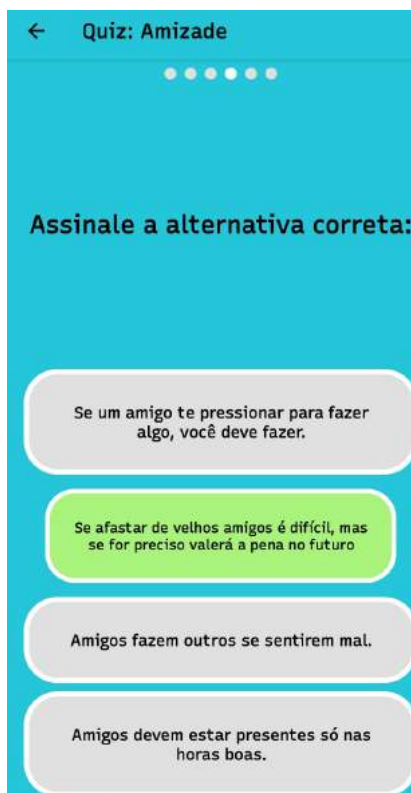 Quiz: Amizade
Assinale a alternativa correta:
Se um amigo te pressionar para fazer
algo, você deve fazer.
Se afastar de velhos amigos é difícil, mas
se for preciso valerá a pena no futuro
Amigos fazem outros se sentirem mal.
Amigos devem estar presentes só nas
horas boas.